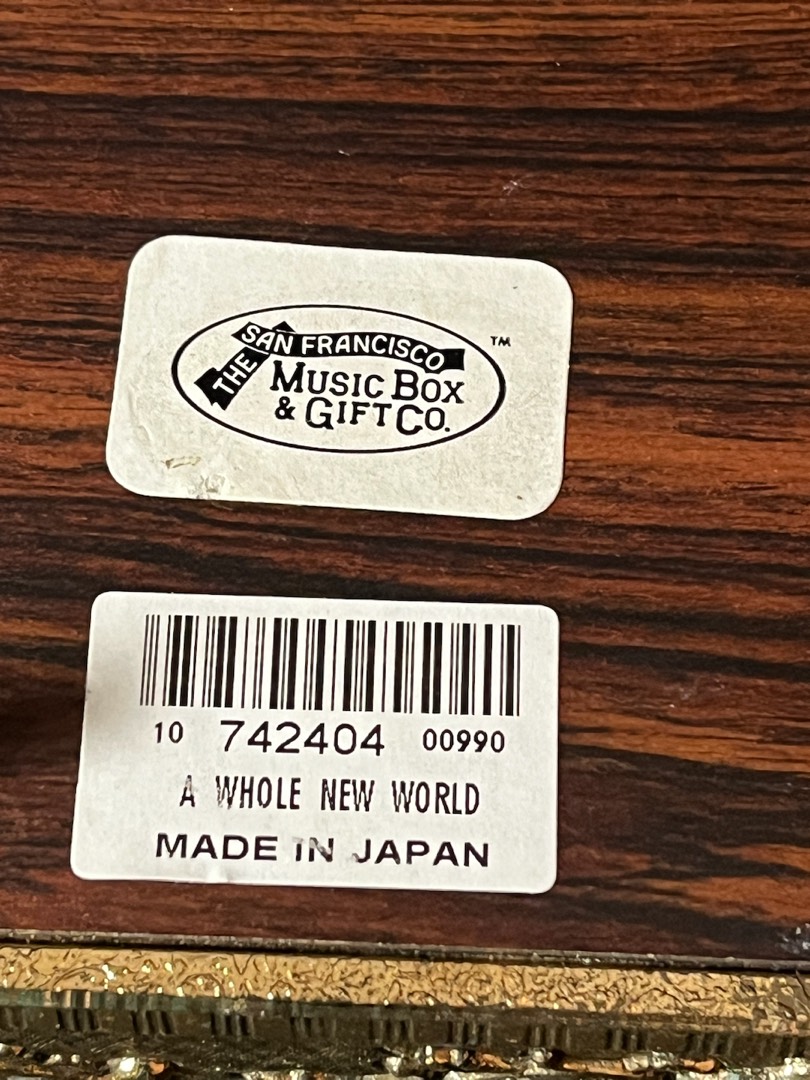 THE SAN FRANCISCO
MUSIC BOX
& GIFT CO.
™
10 742404 00990
A WHOLE NEW WORLD
MADE IN JAPAN